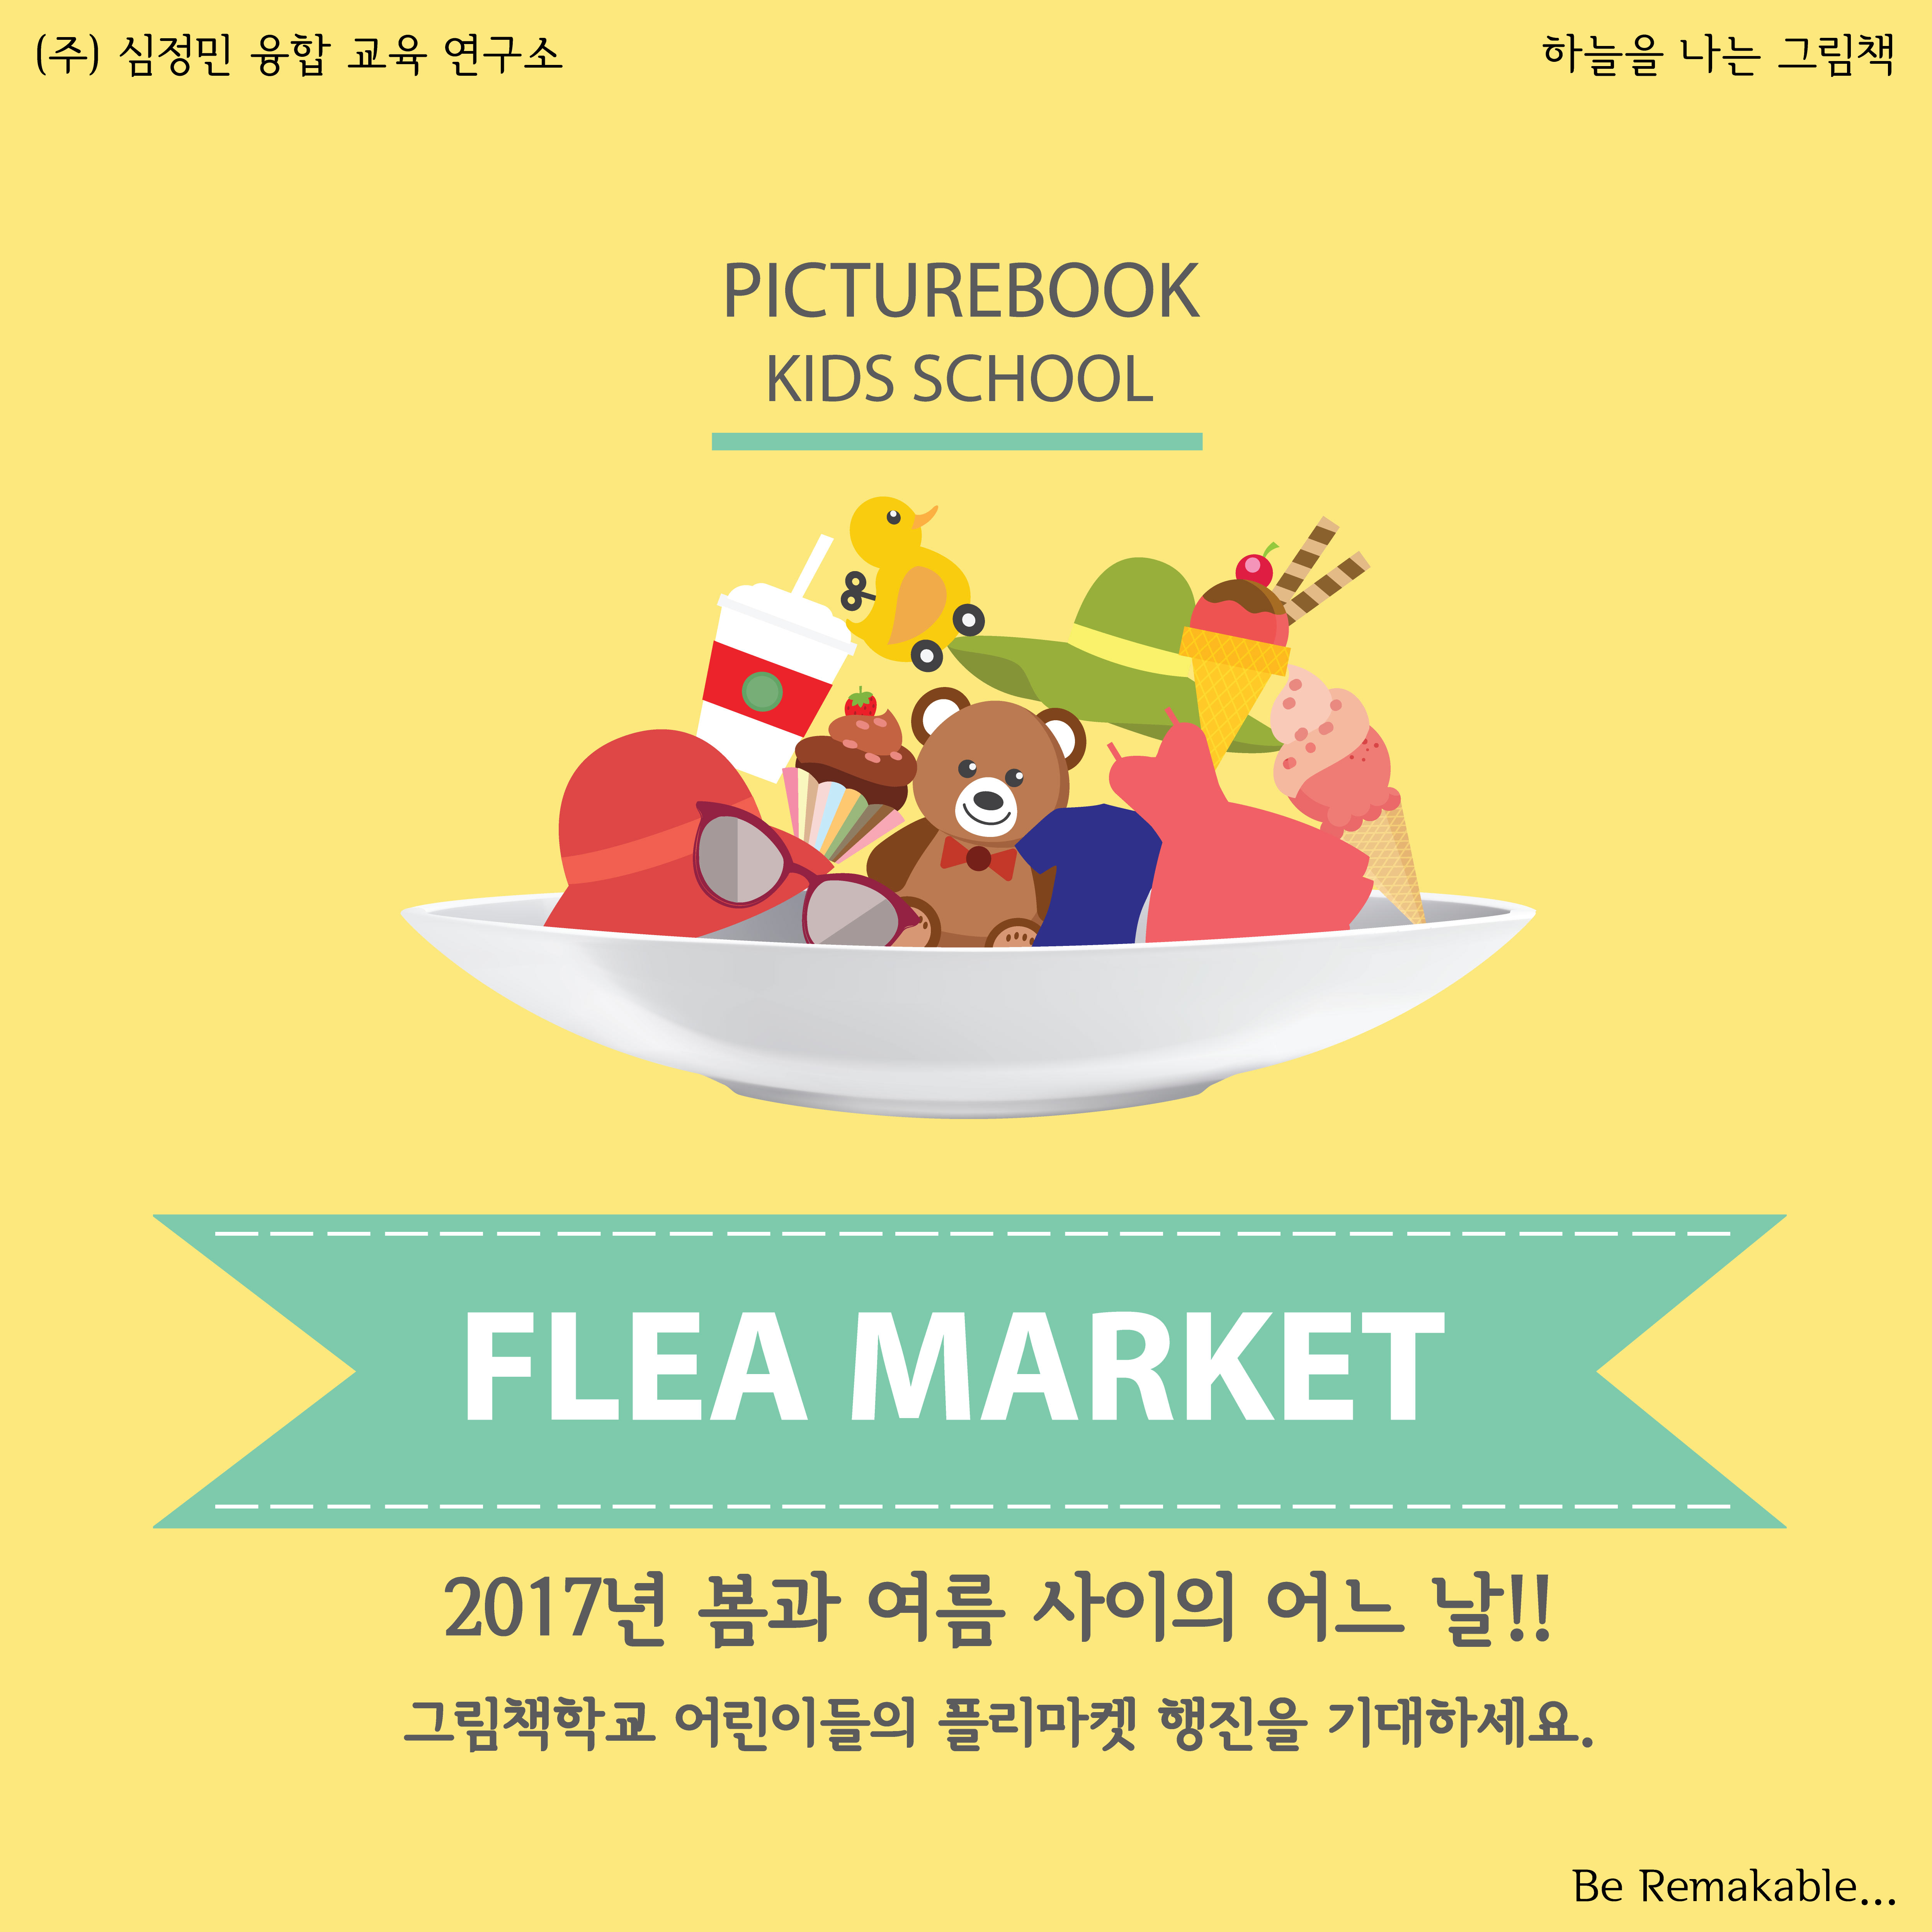 (주) 심정민 융합 교육 연구소
하늘을 나는 그림책
PICTUREBOOK
KIDS SCHOOL
FLEA MARKET
2017년 봄과 여름 사이의 어느 날!!
그림책학교 어린이들의 플리마켓 행진을 기대하세요.
Be Remakable...